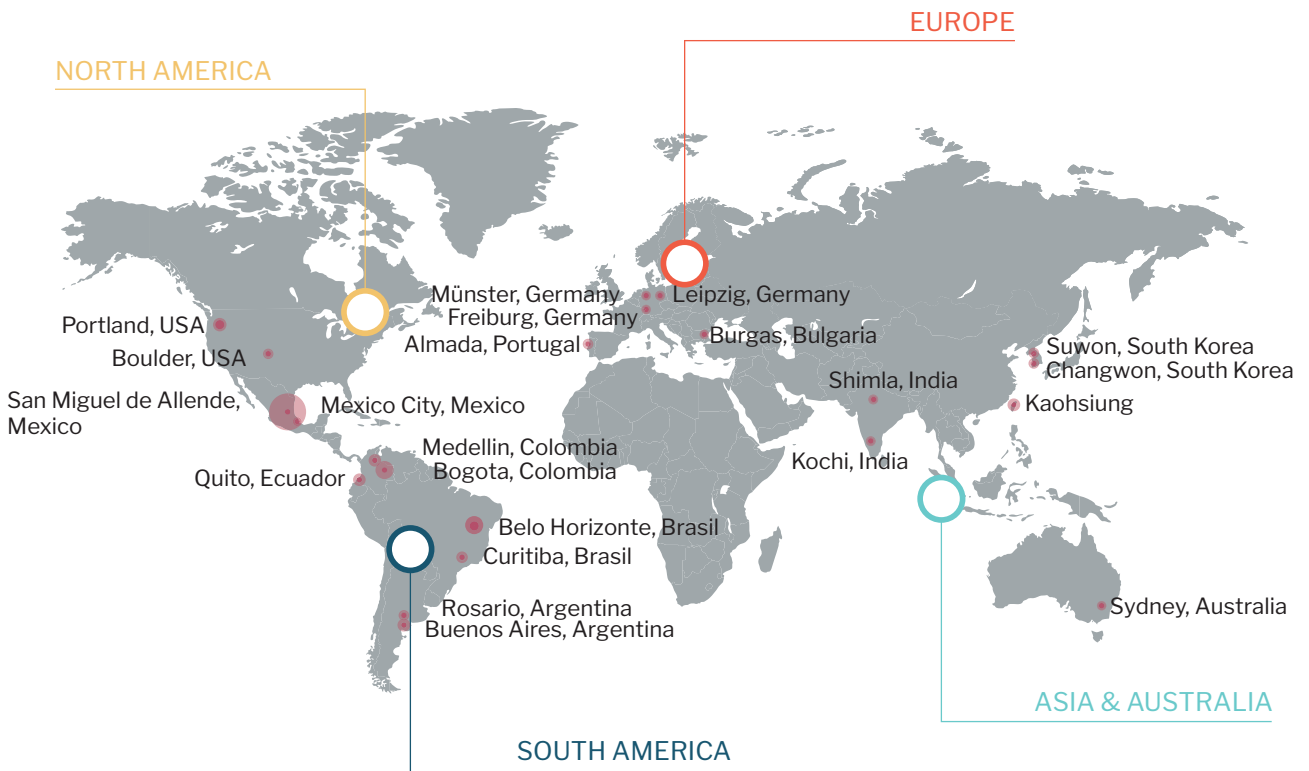 EUROPE
NORTH AMERICA
Münster, Germany
Leipzig, Germany
Freiburg, Germany
Portland, USA
Almada, Portugal
Burgas, Bulgaria
Boulder, USA
Suwon, South Korea
Changwon, South Korea
Shimla, India
San Miguel de Allende,
Mexico
Mexico City, Mexico
Kaohsiung
Medellin, Colombia
Bogota, Colombia
Kochi, India
Quito, Ecuador
Belo Horizonte, Brasil
Curitiba, Brasil
Rosario, Argentina
Buenos Aires, Argentina
Sydney, Australia
ASIA & AUSTRALIA
SOUTH AMERICA